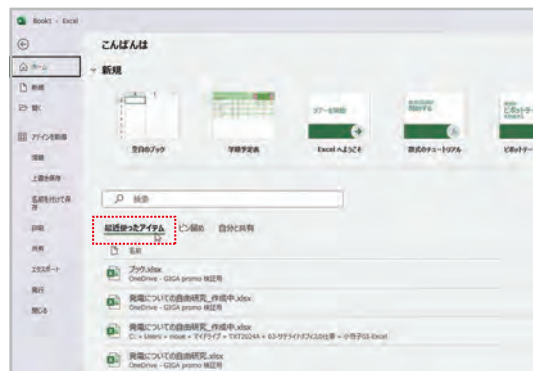 Book1 - Excel
こんばんは
ホーム
新規
新規
開く
アドインを取得
情報
上書き保存
名前を付けて保
存
印刷
共有
エクスポート
発行
閉じる
空白のブック
学期予定表
ツアーを開始
Excel へようこそ
数式のチュートリアル
検索
最近使ったアイテム
ピン留め
自分と共有
名前
ブック.xlsx
OneDrive - GIGA promo 検証用
発電についての自由研究_作成中.xlsx
OneDrive - GIGA promo 検証用
発電についての自由研究_作成中.xlsx
発電についての自由研究.xlsx
OneDrive - GIGA promo 検証用